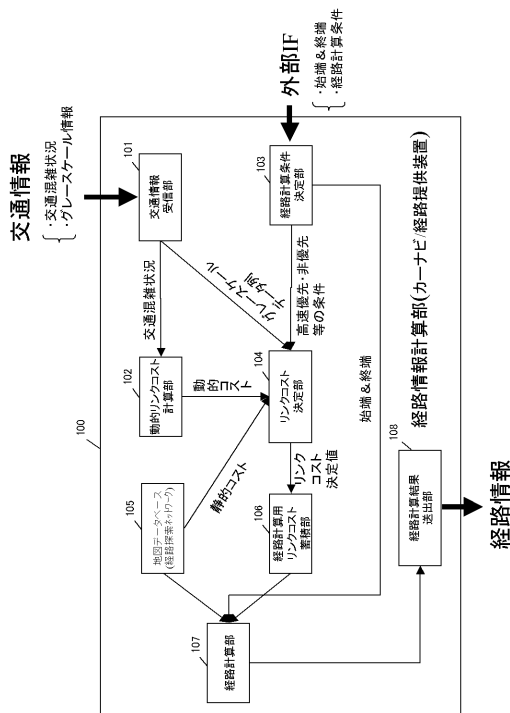 交通情報
・交通混雑状況
・グレースケール情報
外部IF
・始端&終端
・経路計算条件
100
101
交通情報
受信部
103
経路計算条件
決定部
交通混雑状況
グレースケール
データ列
高速優先・非優先
等の条件
102
動的リンクコスト
計算部
動的
コスト
104
リンクコスト
決定部
始端&終端
105
地図データベース
(経路探索ネットワーク)
静的コスト
リンク
コスト
決定値
106
経路計算用
リンクコスト
蓄積部
107
経路計算部
108
経路計算結果
送出部
経路情報計算部(カーナビ/経路提供装置)
経路情報